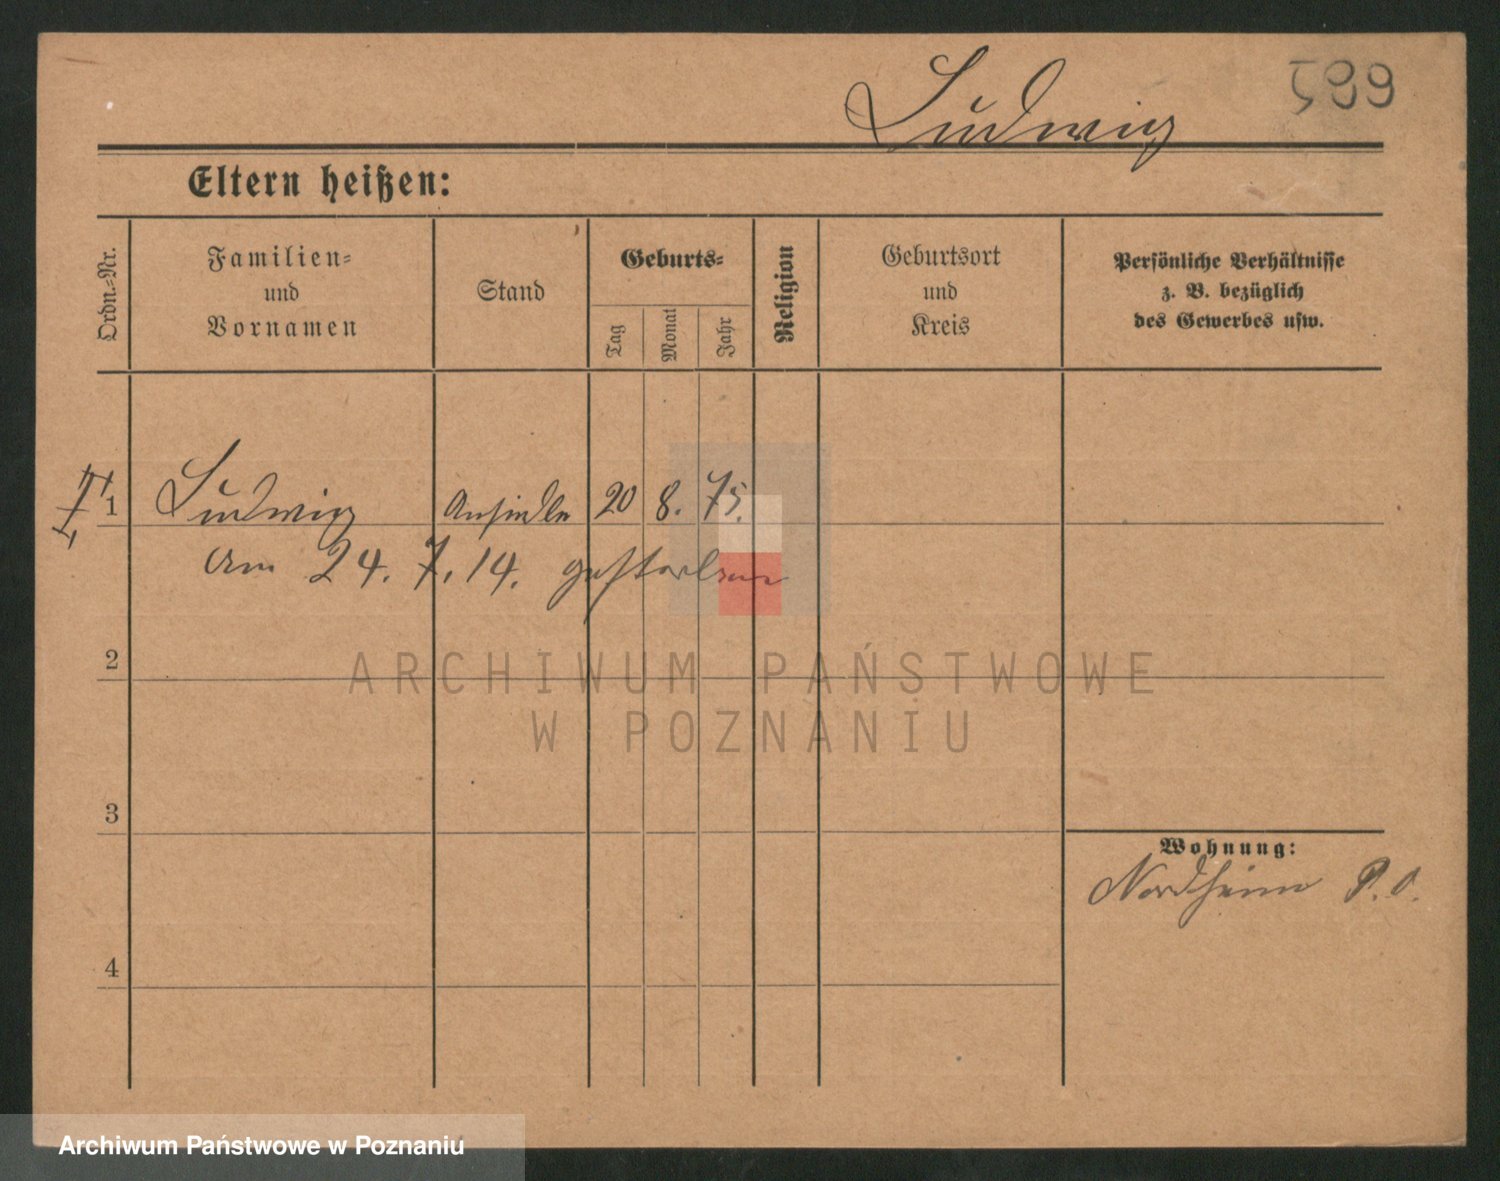 Ludwig 599
Eltern heißen:
Ordn.-Nr. Familien- und Vornamen Stand Geburts- Tag Monat Jahr Religion Geburtsort und Kreis Persönliche Verhältnisse z. B. bezüglich des Gewerbes usw.
1 Ludwig Ansiedler 20 8. 75.
Am 24. 7. 14. gestorben
2
ARCHIWUM PAŃSTWOWE
W POZNANIU
3
Wohnung:
Nordheim P. O.
4
Archiwum Państwowe w Poznaniu